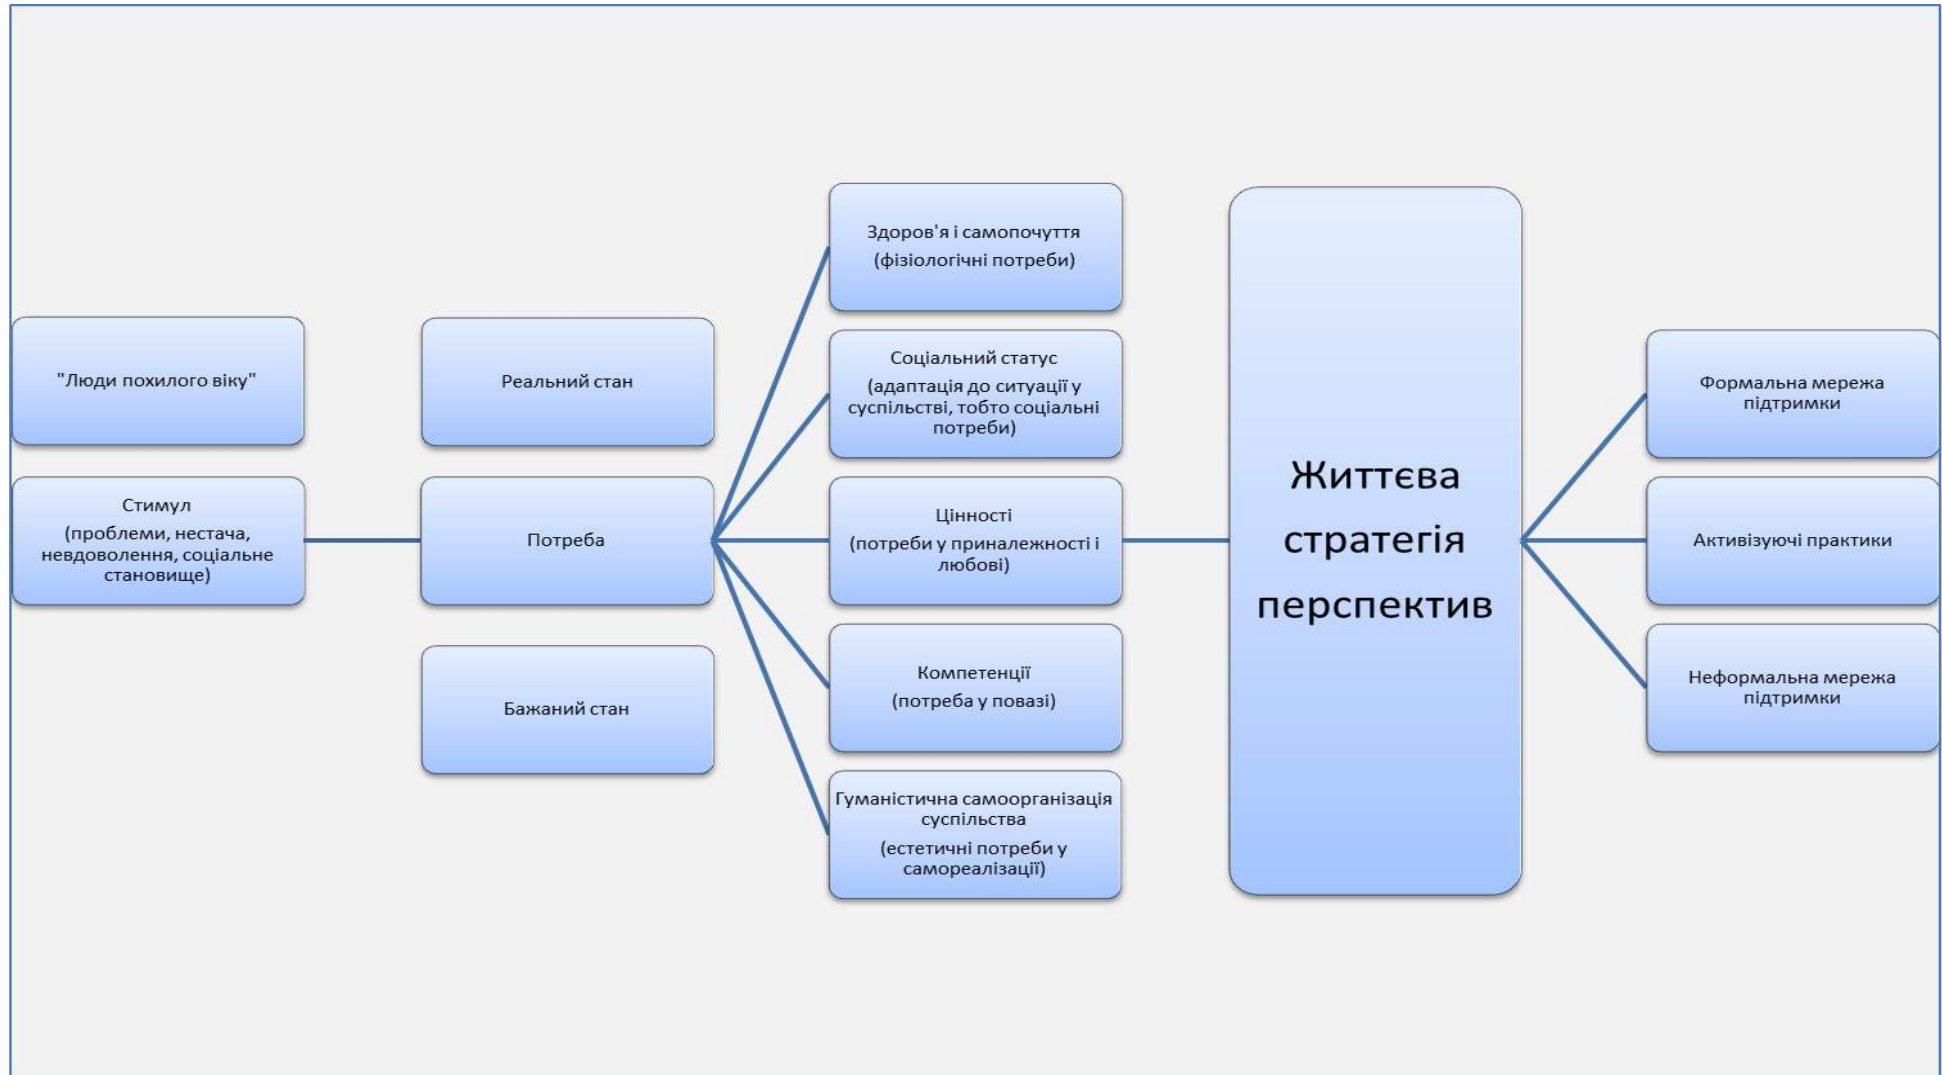 "Люди похилого віку"
Стимул
(проблеми, нестача,
невдоволення, соціальне
становище)
Реальний стан
Потреба
Бажаний стан
Здоров'я і самопочуття
(фізіологічні потреби)
Соціальний статус
(адаптація до ситуації у
суспільстві, тобто соціальні
потреби)
Цінності
(потреби у приналежності і
любові)
Компетенції
(потреба у повазі)
Гуманістична самоорганізація
суспільства
(естетичні потреби у
самореалізації)
Життєва
стратегія
перспектив
Формальна мережа
підтримки
Активізуючі практики
Неформальна мережа
підтримки